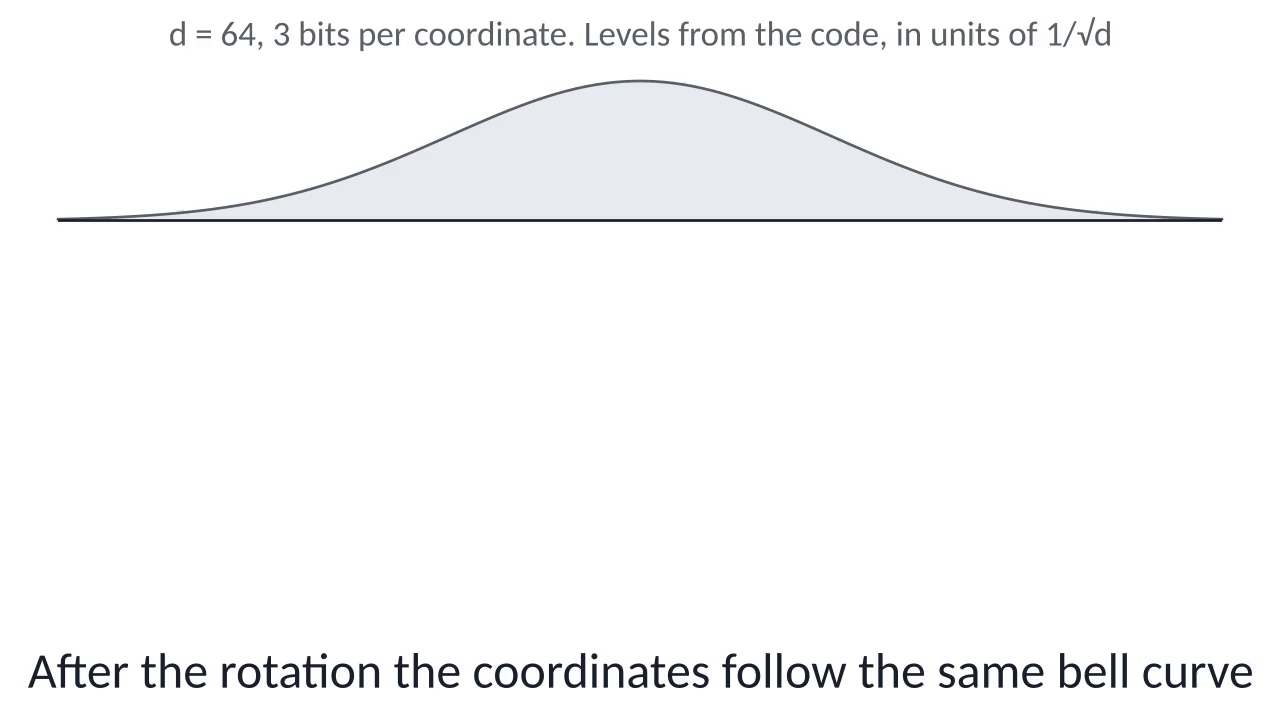 d = 64, 3 bits per coordinate. Levels from the code, in units of 1/√d
After the rotation the coordinates follow the same bell curve